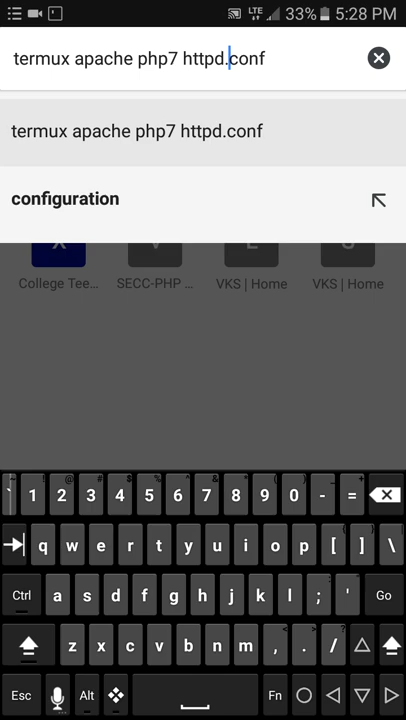 LTE 33% 5:28 PM
termux apache php7 httpd.conf
termux apache php7 httpd.conf
configuration
College Tee... SECC-PHP ... VKS | Home VKS | Home
` 1 2 3 4 5 6 7 8 9 0 - =
q w e r t y u i o p [ ] \
Ctrl a s d f g h j k l ; ' Go
z x c v b n m , . /
Esc Alt Fn